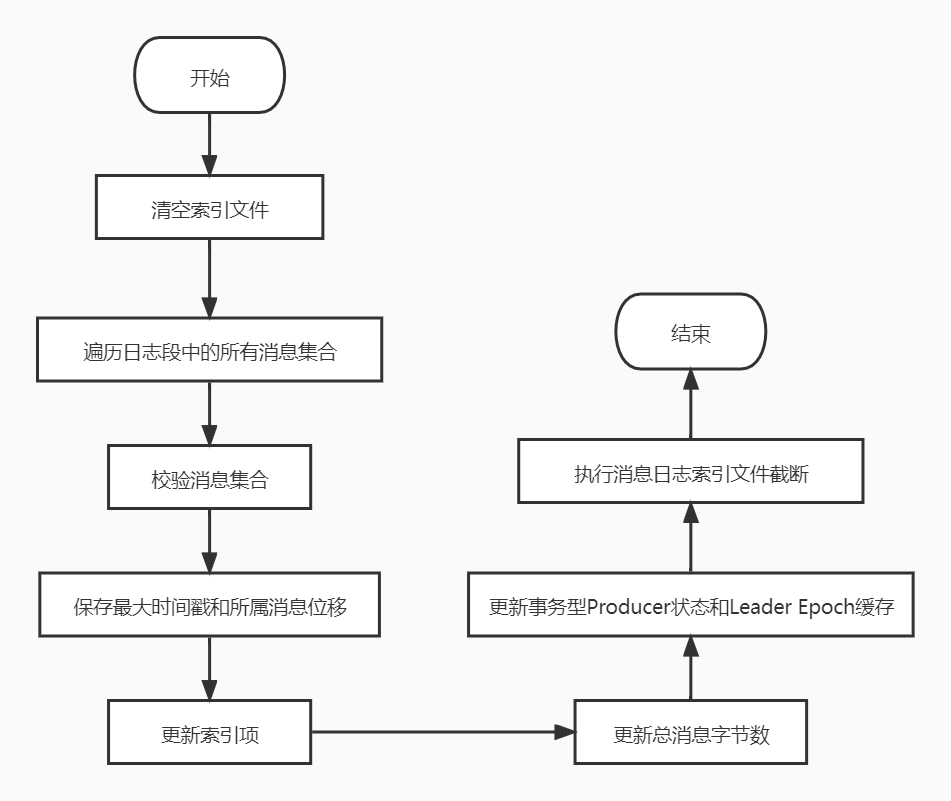 开始
清空索引文件
遍历日志段中的所有消息集合
校验消息集合
保存最大时间戳和所属消息位移
更新索引项
更新总消息字节数
更新事务型Producer状态和Leader Epoch缓存
执行消息日志索引文件截断
结束